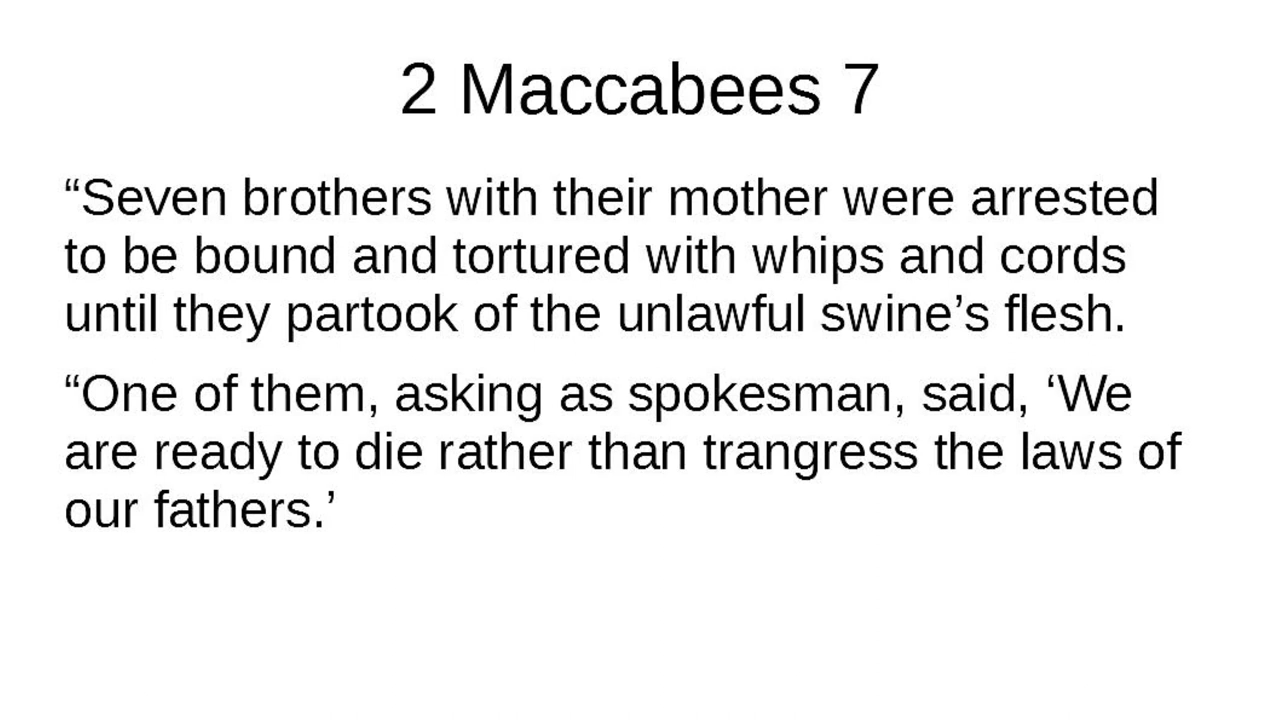 2 Maccabees 7
“Seven brothers with their mother were arrested
to be bound and tortured with whips and cords
until they partook of the unlawful swine’s flesh.
“One of them, asking as spokesman, said, ‘We
are ready to die rather than trangress the laws of
our fathers.’